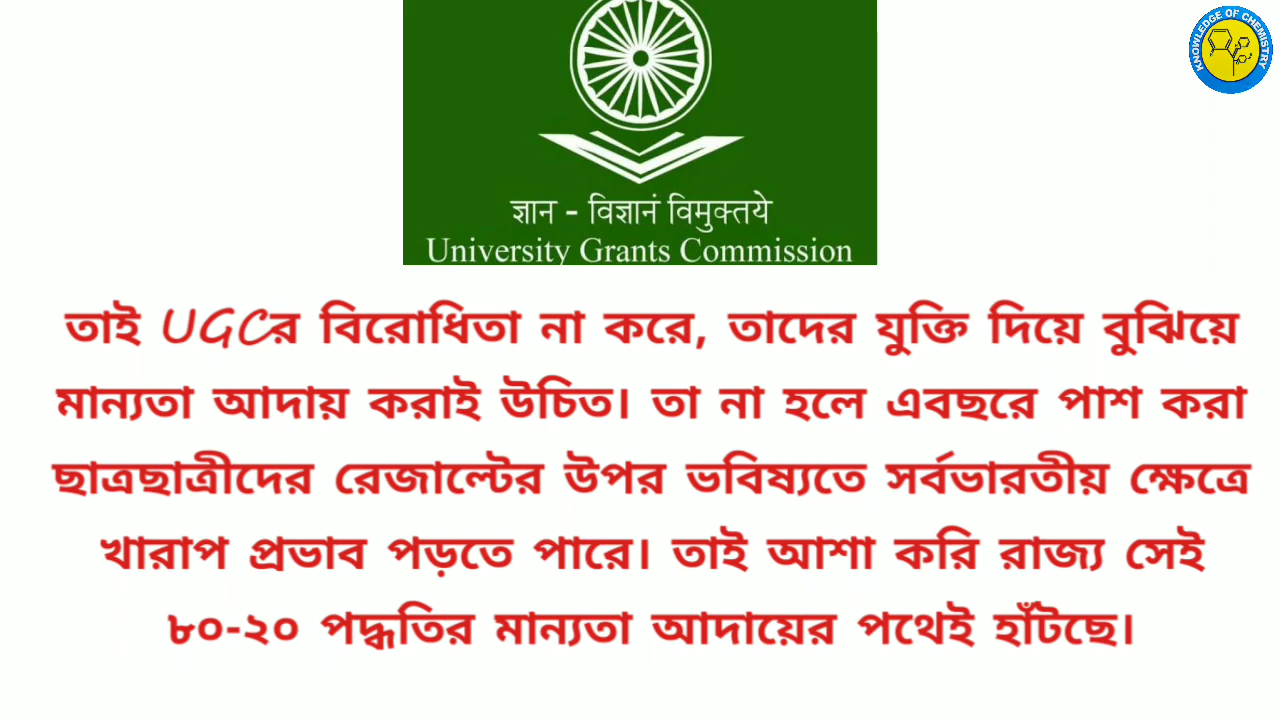 KNOWLEDGE OF CHEMISTRY
ज्ञान - विज्ञानं विमुक्तये
University Grants Commission
তাই UGCর বিরোধিতা না করে, তাদের যুক্তি দিয়ে বুঝিয়ে
মান্যতা আদায় করাই উচিত। তা না হলে এবছরে পাশ করা
ছাত্রছাত্রীদের রেজাল্টের উপর ভবিষ্যতে সর্বভারতীয় ক্ষেত্রে
খারাপ প্রভাব পড়তে পারে। তাই আশা করি রাজ্য সেই
৮০-২০ পদ্ধতির মান্যতা আদায়ের পথেই হাঁটছে।